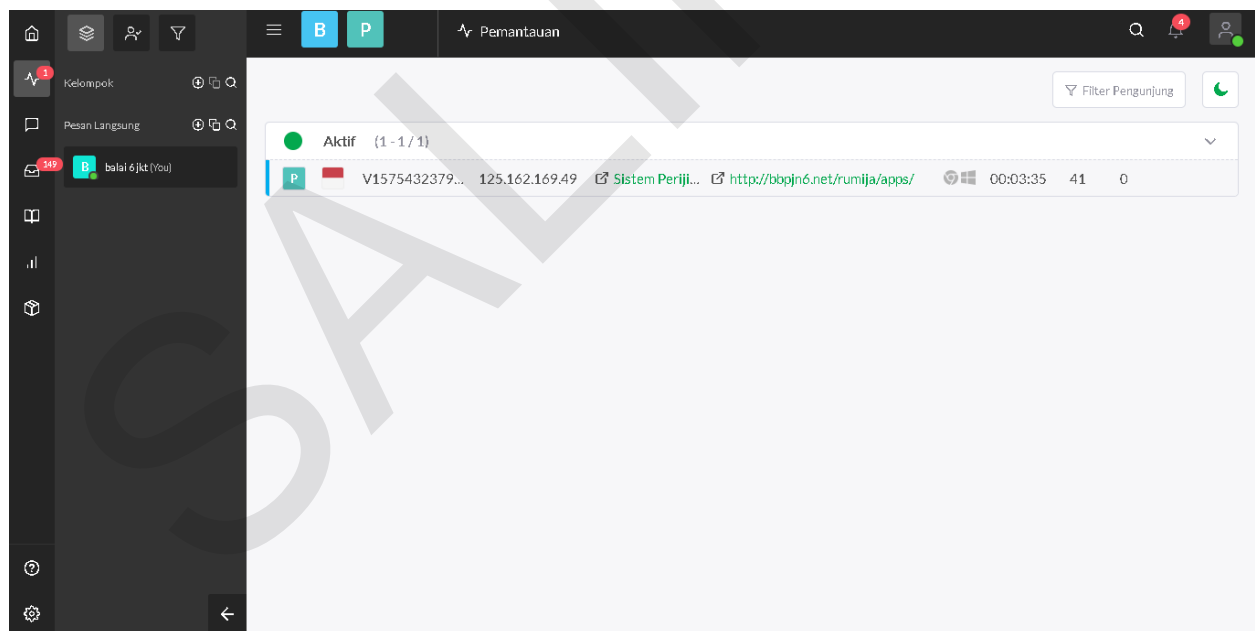 B P Pemantauan 4
1
Kelompok
Filter Pengunjung
Pesan Langsung
Aktif (1 - 1 / 1)
149
B balai 6 jkt (You)
P V1575432379... 125.162.169.49 Sistem Periji... http://bbpjn6.net/rumija/apps/ 00:03:35 41 0
SALI